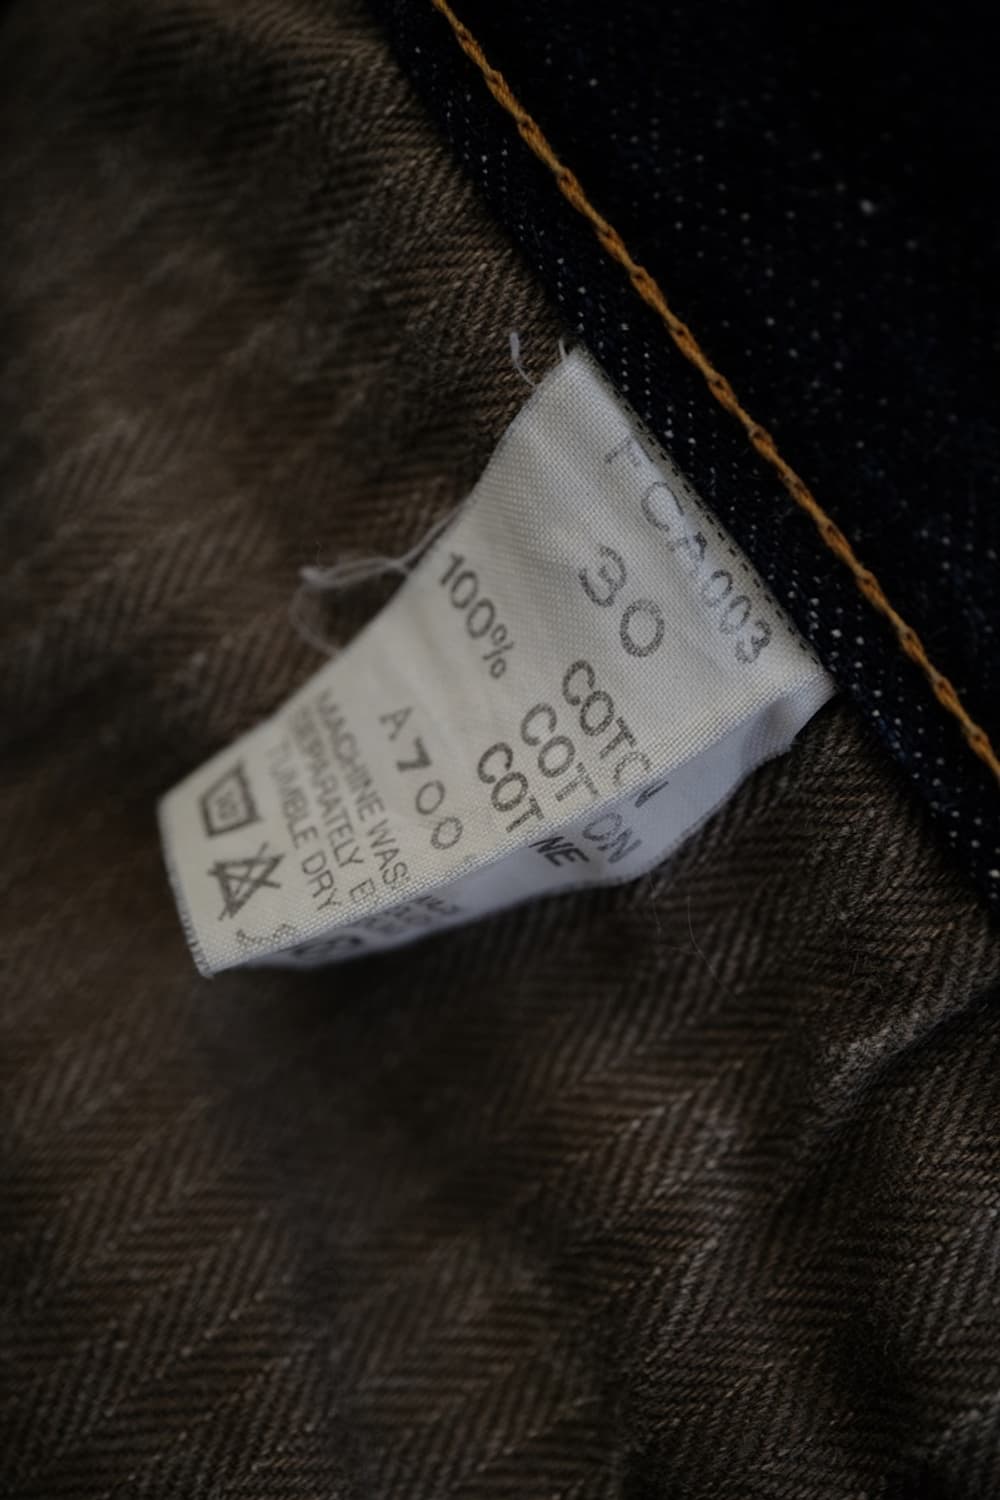 FCA003
30
100% COTON
COTTON
COTONE
A700
MACHINE WASH
SEPARATELY
TUMBLE DRY